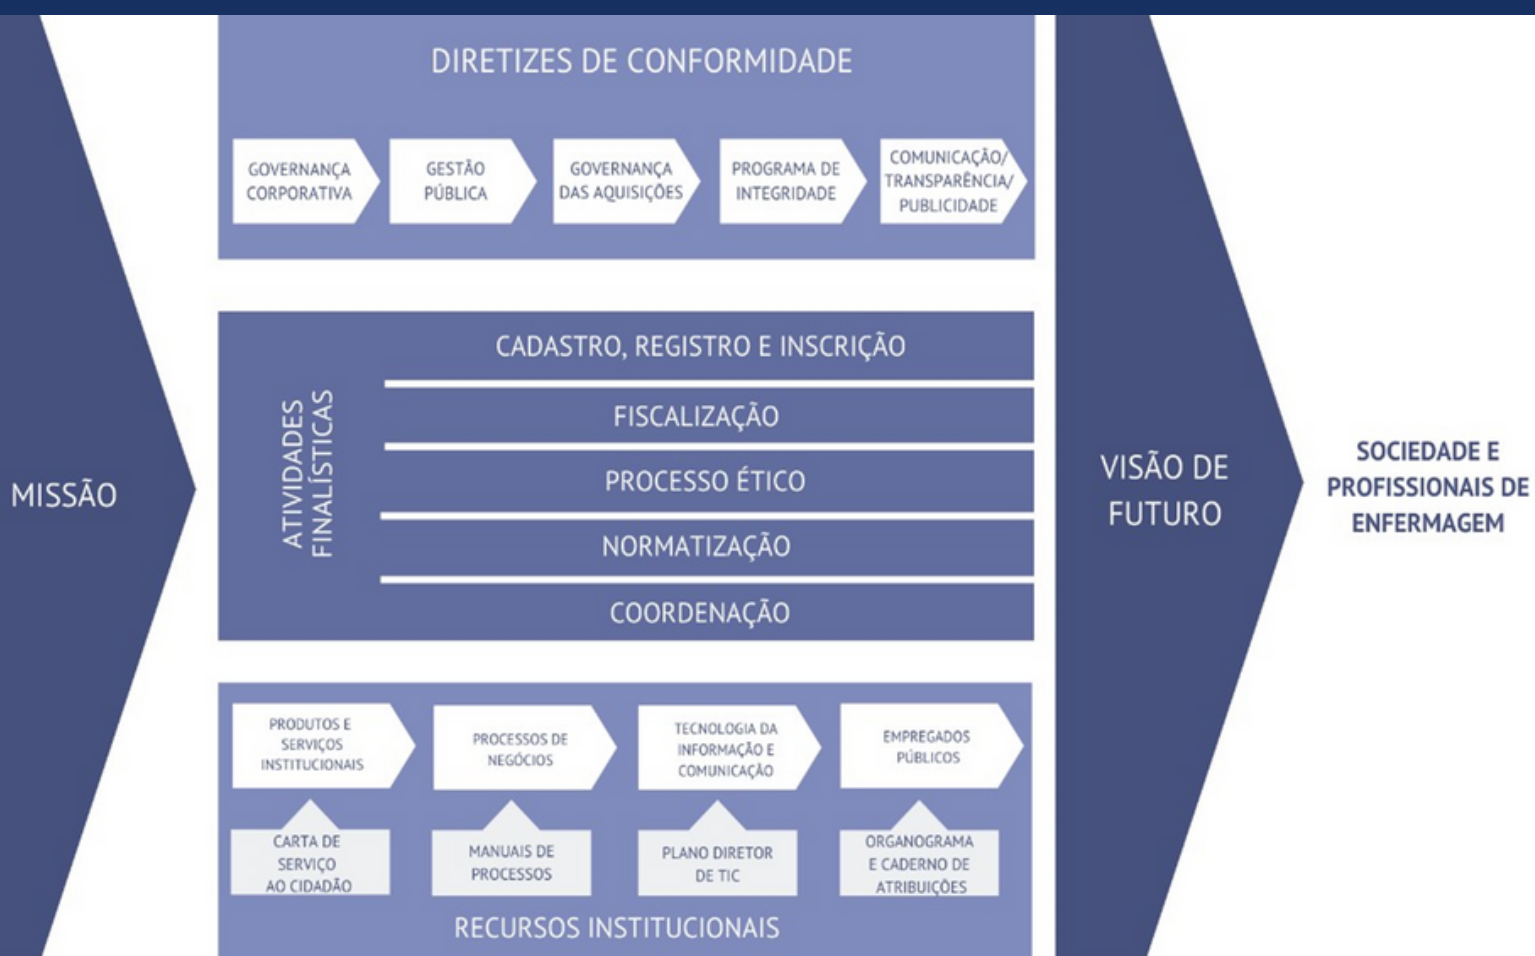 DIRETIZES DE CONFORMIDADE
GOVERNANÇA
CORPORATIVA
GESTÃO
PÚBLICA
GOVERNANÇA
DAS AQUISIÇÕES
PROGRAMA DE
INTEGRIDADE
COMUNICAÇÃO/
TRANSPARÊNCIA/
PUBLICIDADE
MISSÃO
ATIVIDADES
FINALÍSTICAS
CADASTRO, REGISTRO E INSCRIÇÃO
FISCALIZAÇÃO
PROCESSO ÉTICO
NORMATIZAÇÃO
COORDENAÇÃO
VISÃO DE
FUTURO
SOCIEDADE E
PROFISSIONAIS DE
ENFERMAGEM
PRODUTOS E
SERVIÇOS
INSTITUCIONAIS
PROCESSOS DE
NEGÓCIOS
TECNOLOGIA DA
INFORMAÇÃO E
COMUNICAÇÃO
EMPREGADOS
PÚBLICOS
CARTA DE
SERVIÇO
AO CIDADÃO
MANUAIS DE
PROCESSOS
PLANO DIRETOR
DE TIC
ORGANOGRAMA
E CADERNO DE
ATRIBUIÇÕES
RECURSOS INSTITUCIONAIS